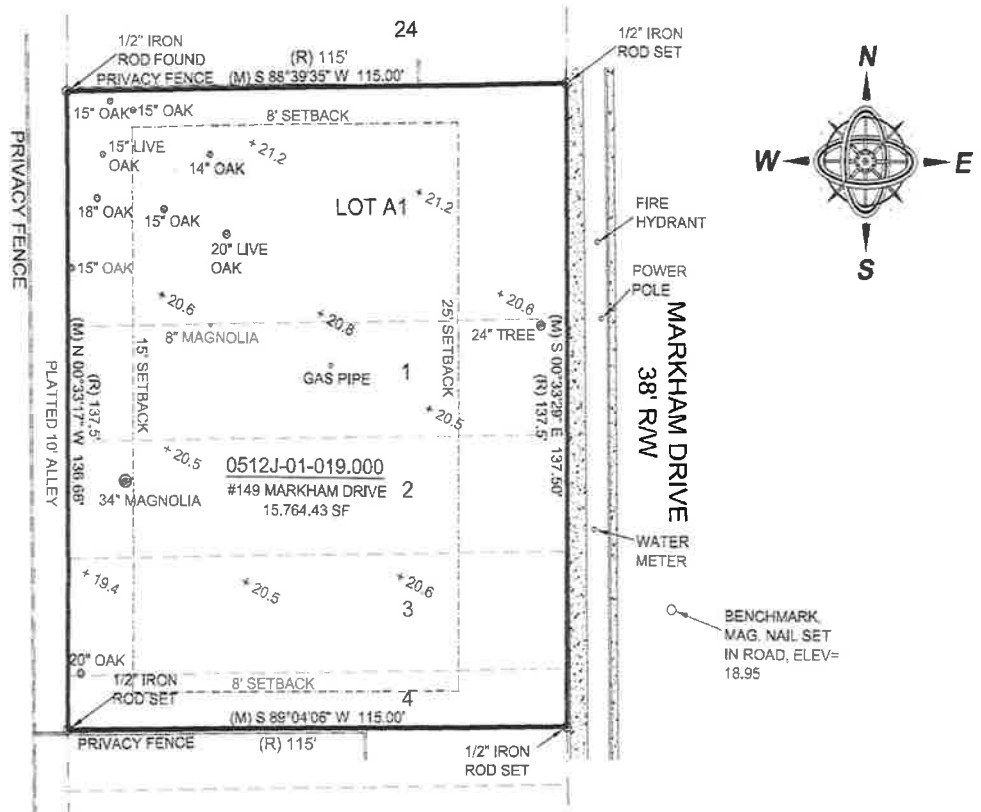 24
1/2" IRON
ROD FOUND
(R) 115'
1/2" IRON
ROD SET
PRIVACY FENCE
(M) S 88°39'35" W 115.00'
N
W
E
S
15" OAK
15" OAK
8' SETBACK
15" LIVE
OAK
14" OAK
+ 21.2
+ 21.2
LOT A1
18" OAK
15" OAK
20" LIVE
OAK
15" OAK
FIRE
HYDRANT
POWER
POLE
PRIVACY FENCE
+ 20.6
+ 20.8
+ 20.6
8" MAGNOLIA
24" TREE
GAS PIPE
1
15' SETBACK
25' SETBACK
+ 20.5
(M) N 00°33'17" W 136.66'
(R) 137.5'
PLATTED 10' ALLEY
(M) S 00°33'29" E 137.50'
(R) 137.5'
MARKHAM DRIVE
38' R/W
+ 20.5
0512J-01-019.000
#149 MARKHAM DRIVE
15,764.43 SF
2
34" MAGNOLIA
WATER
METER
+ 19.4
+ 20.5
+ 20.6
3
BENCHMARK,
MAG. NAIL SET
IN ROAD, ELEV=
18.95
20" OAK
1/2" IRON
ROD SET
8' SETBACK
4
(M) S 89°04'06" W 115.00'
PRIVACY FENCE
(R) 115'
1/2" IRON
ROD SET